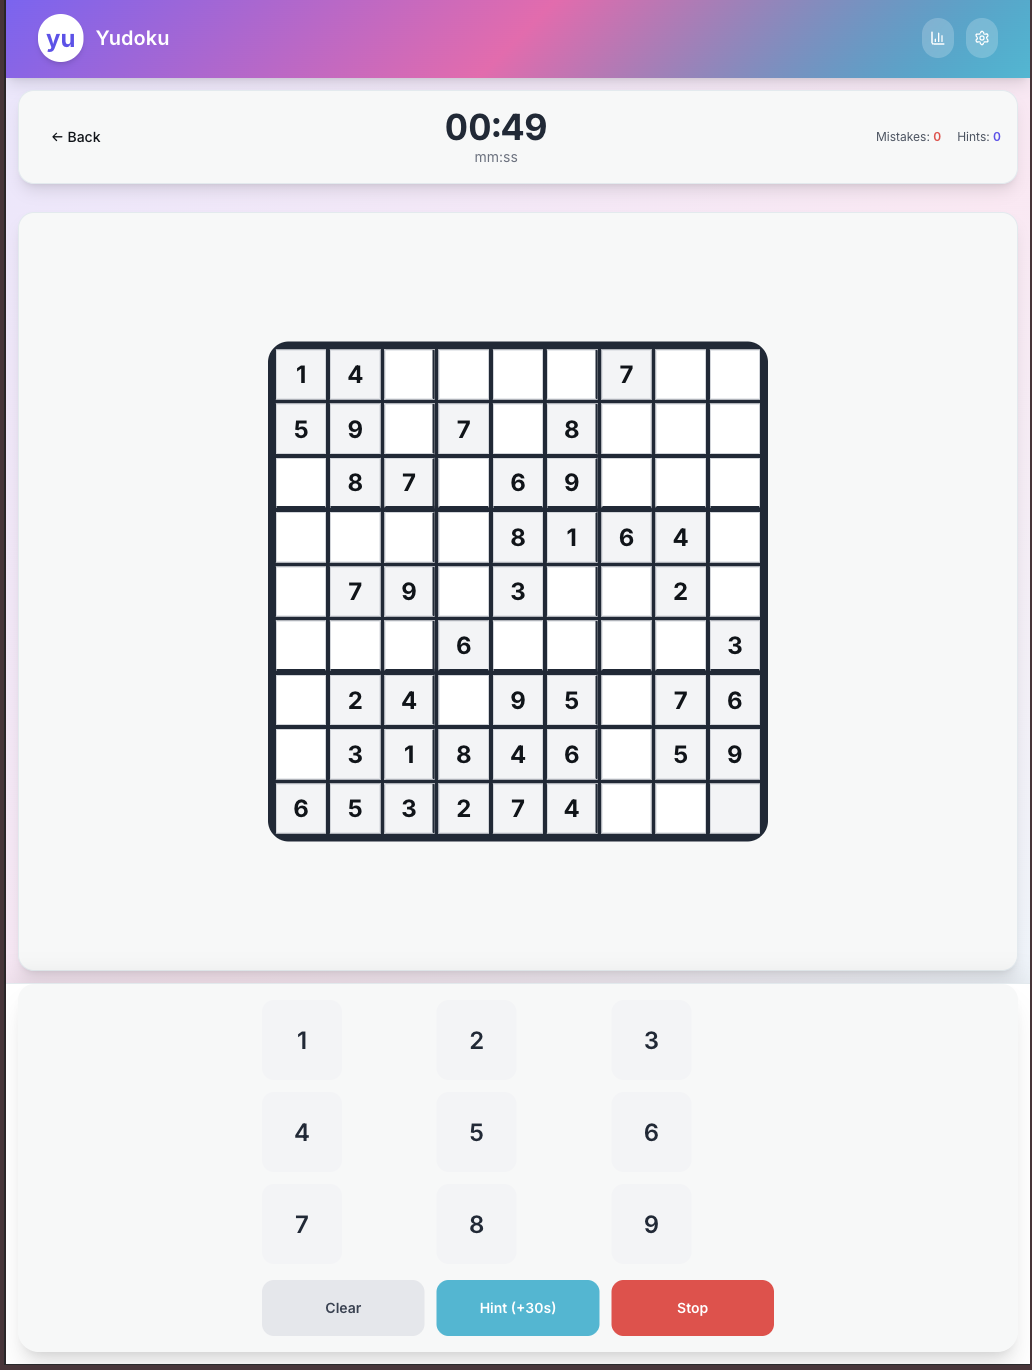 yu Yudoku
← Back 00:49 Mistakes: 0 Hints: 0
mm:ss
1 4 7
5 9 7 8
8 7 6 9
8 1 6 4
7 9 3 2
6 3
2 4 9 5 7 6
3 1 8 4 6 5 9
6 5 3 2 7 4
1 2 3
4 5 6
7 8 9
Clear Hint (+30s) Stop